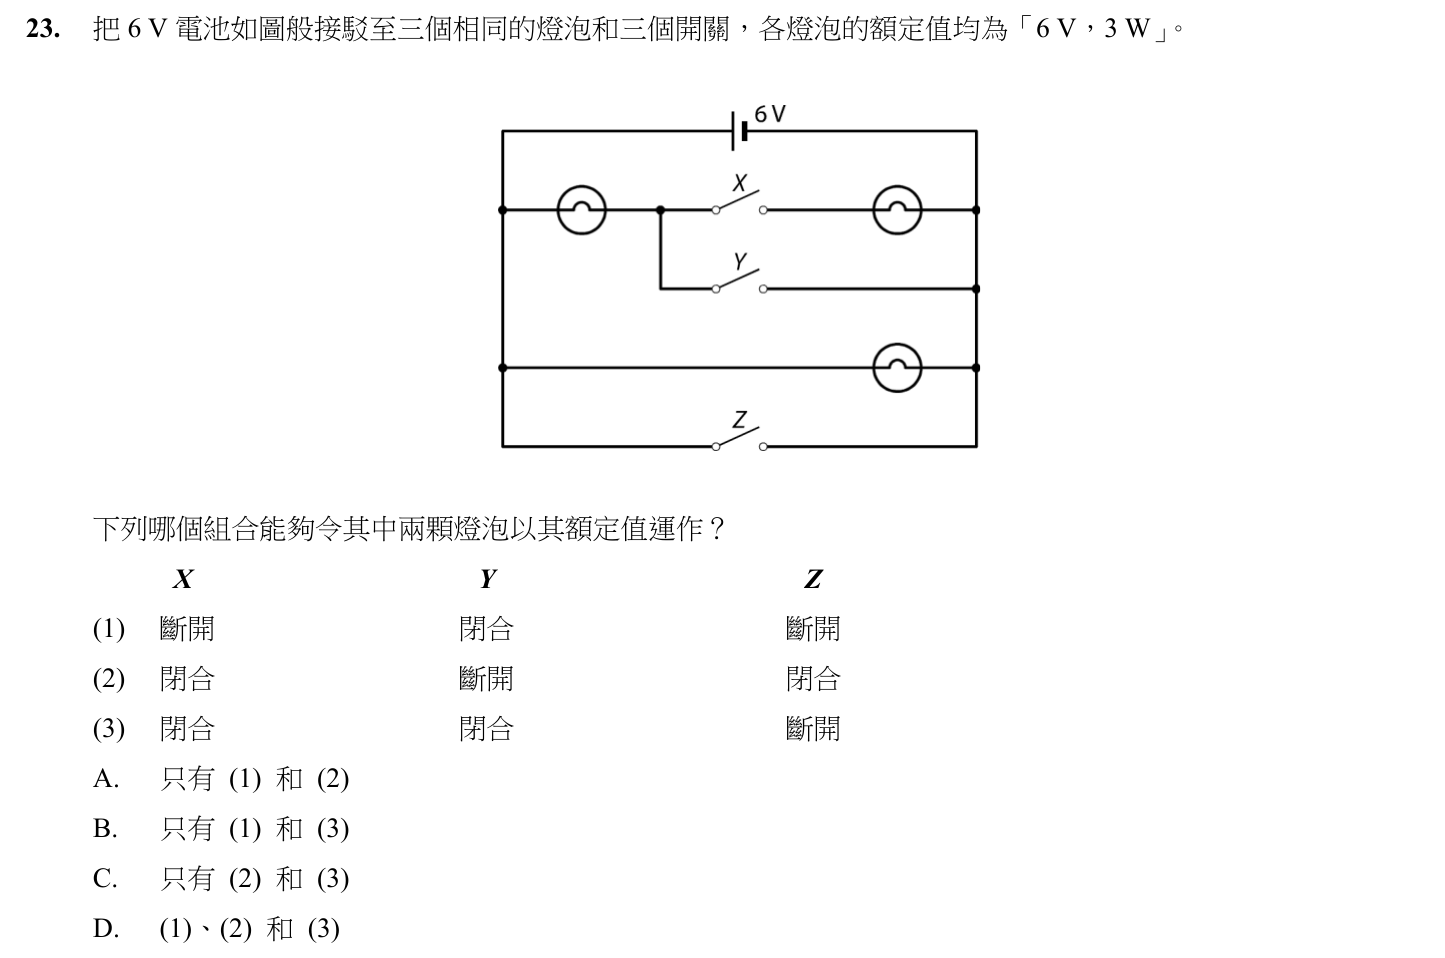 23. 把 6 V 電池如圖般接駁至三個相同的燈泡和三個開關，各燈泡的額定值均為「6 V，3 W」。
6 V
X
Y
Z
下列哪個組合能夠令其中兩顆燈泡以其額定值運作？
X Y Z
(1) 斷開 閉合 斷開
(2) 閉合 斷開 閉合
(3) 閉合 閉合 斷開
A. 只有 (1) 和 (2)
B. 只有 (1) 和 (3)
C. 只有 (2) 和 (3)
D. (1)、(2) 和 (3)